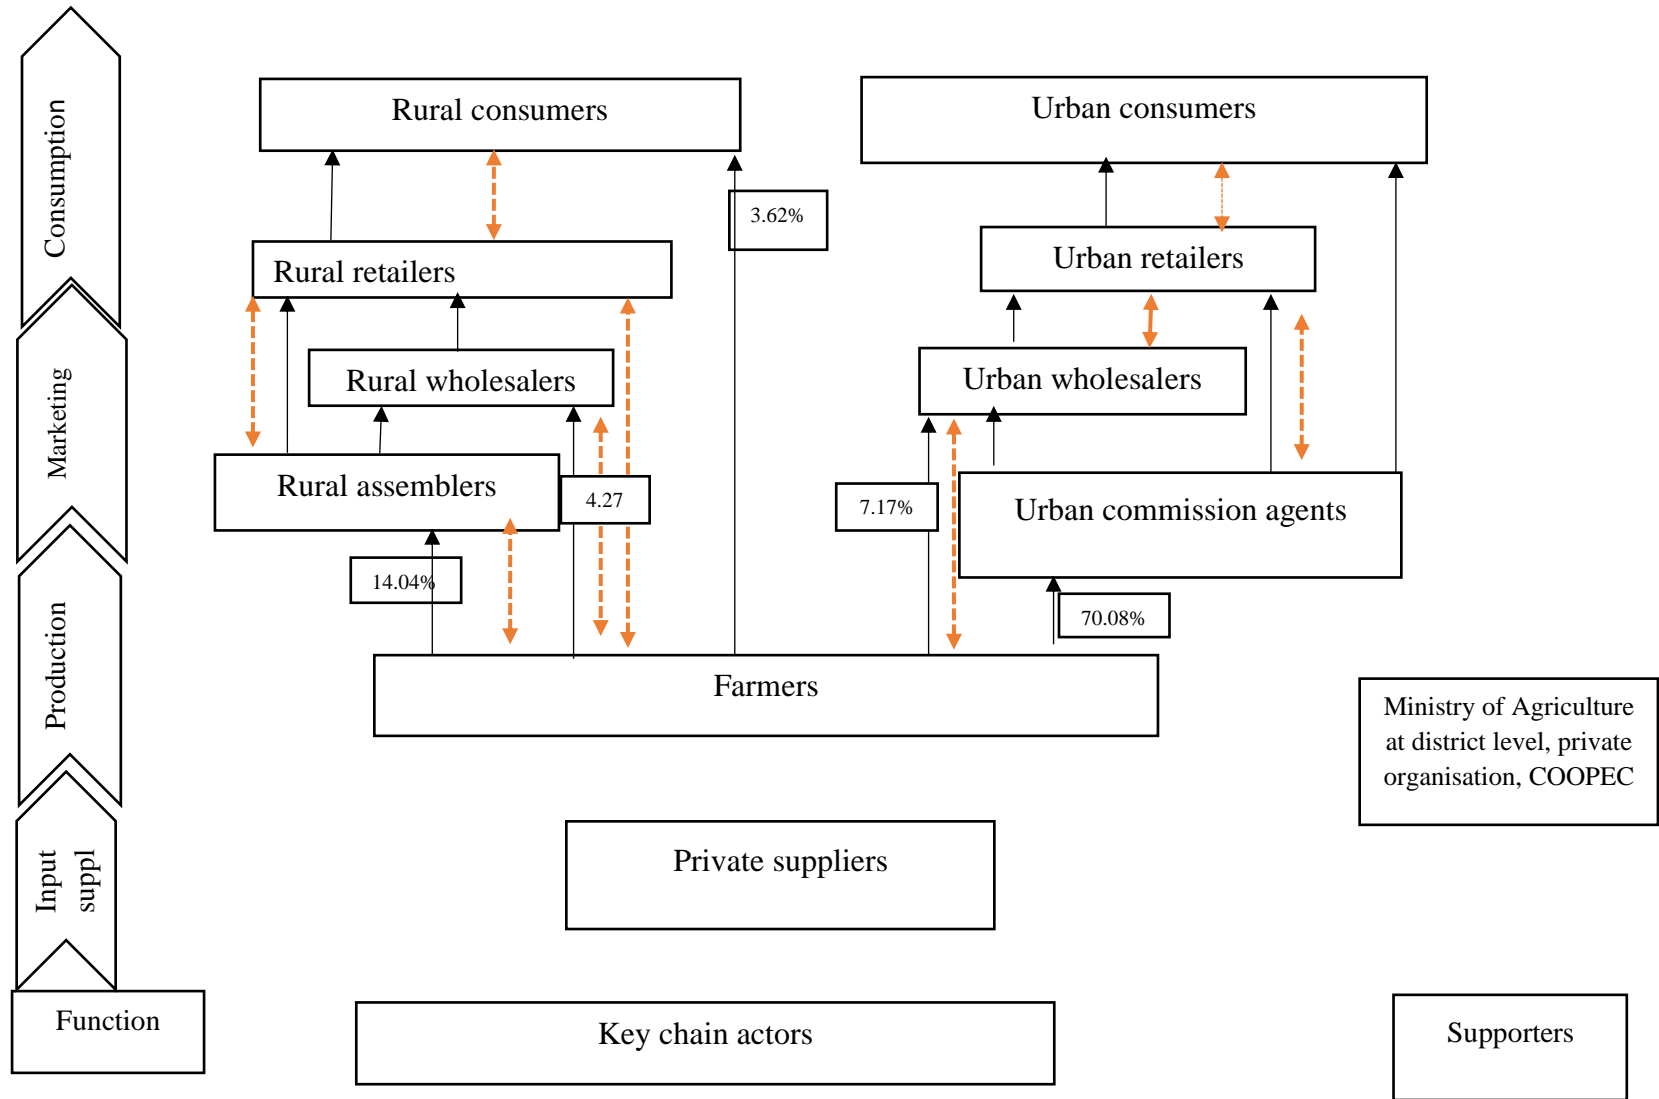 Consumption
Rural consumers
Urban consumers
3.62%
Rural retailers
Urban retailers
Marketing
Rural wholesalers
Urban wholesalers
Rural assemblers
4.27
7.17%
Urban commission agents
14.04%
70.08%
Production
Farmers
Ministry of Agriculture
at district level, private
organisation, COOPEC
Input
suppl
Private suppliers
Function
Key chain actors
Supporters